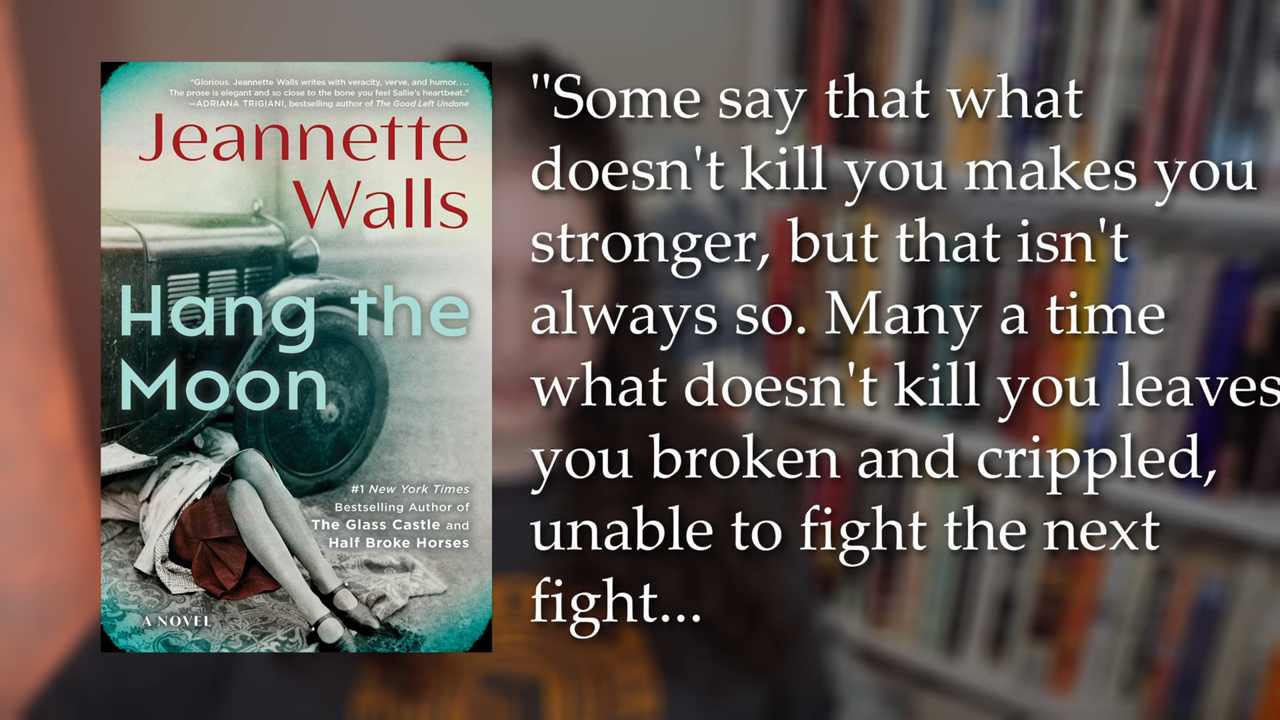 "Glorious. Jeannette Walls writes with veracity, verve, and humor. . . .
The prose is elegant and so close to the bone you feel Sallie's heartbeat."
—ADRIANA TRIGIANI, bestselling author of The Good Left Undone
Jeannette
Walls
Hang the
Moon
#1 New York Times
Bestselling Author of
The Glass Castle and
Half Broke Horses
A NOVEL
"Some say that what
doesn't kill you makes you
stronger, but that isn't
always so. Many a time
what doesn't kill you leaves
you broken and crippled,
unable to fight the next
fight...